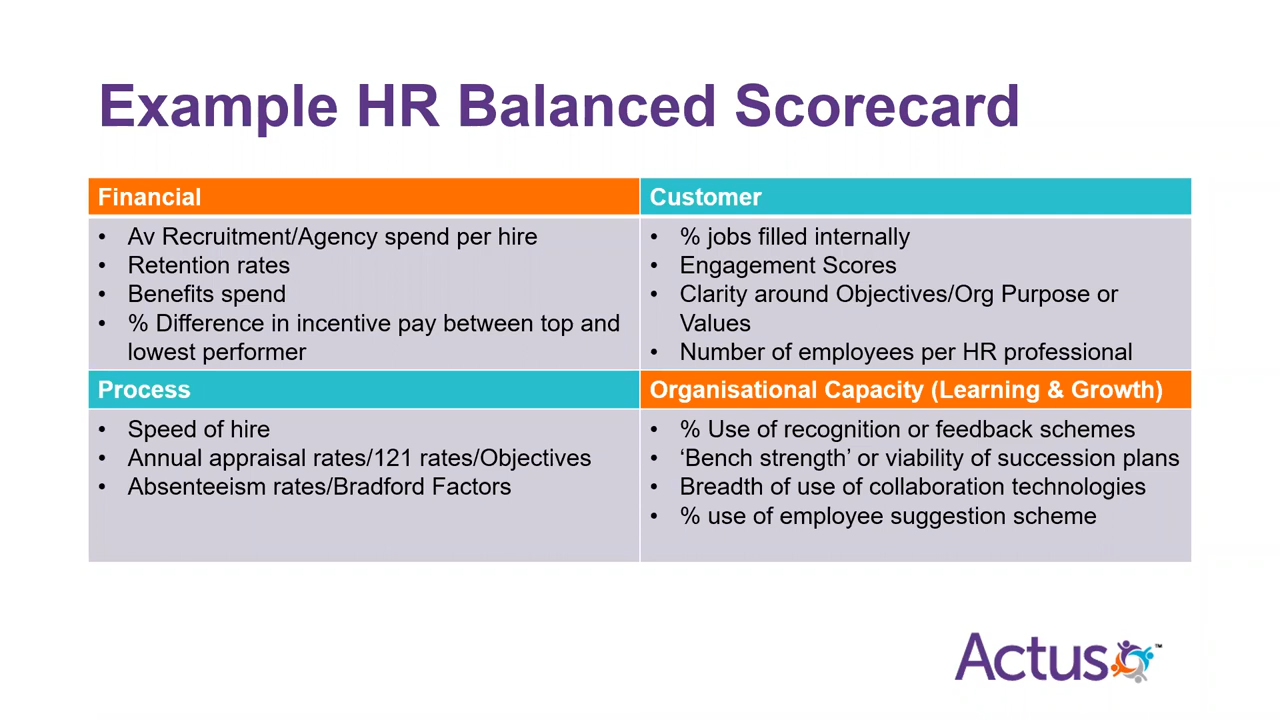 Example HR Balanced Scorecard
Financial
• Av Recruitment/Agency spend per hire
• Retention rates
• Benefits spend
• % Difference in incentive pay between top and
lowest performer
Customer
• % jobs filled internally
• Engagement Scores
• Clarity around Objectives/Org Purpose or
Values
• Number of employees per HR professional
Process
• Speed of hire
• Annual appraisal rates/121 rates/Objectives
• Absenteeism rates/Bradford Factors
Organisational Capacity (Learning & Growth)
• % Use of recognition or feedback schemes
• ‘Bench strength’ or viability of succession plans
• Breadth of use of collaboration technologies
• % use of employee suggestion scheme
Actus™